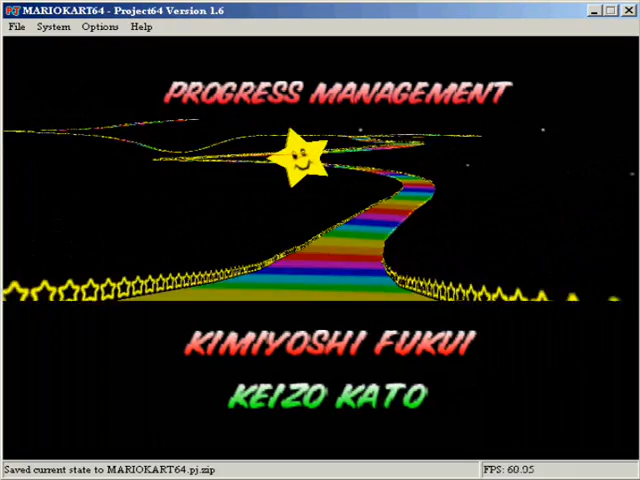 MARIOKART64 - Project64 Version 1.6
File System Options Help
PROGRESS MANAGEMENT
KIMIYOSHI FUKUI
KEIZO KATO
Saved current state to MARIOKART64.pj.zip FPS: 60.05